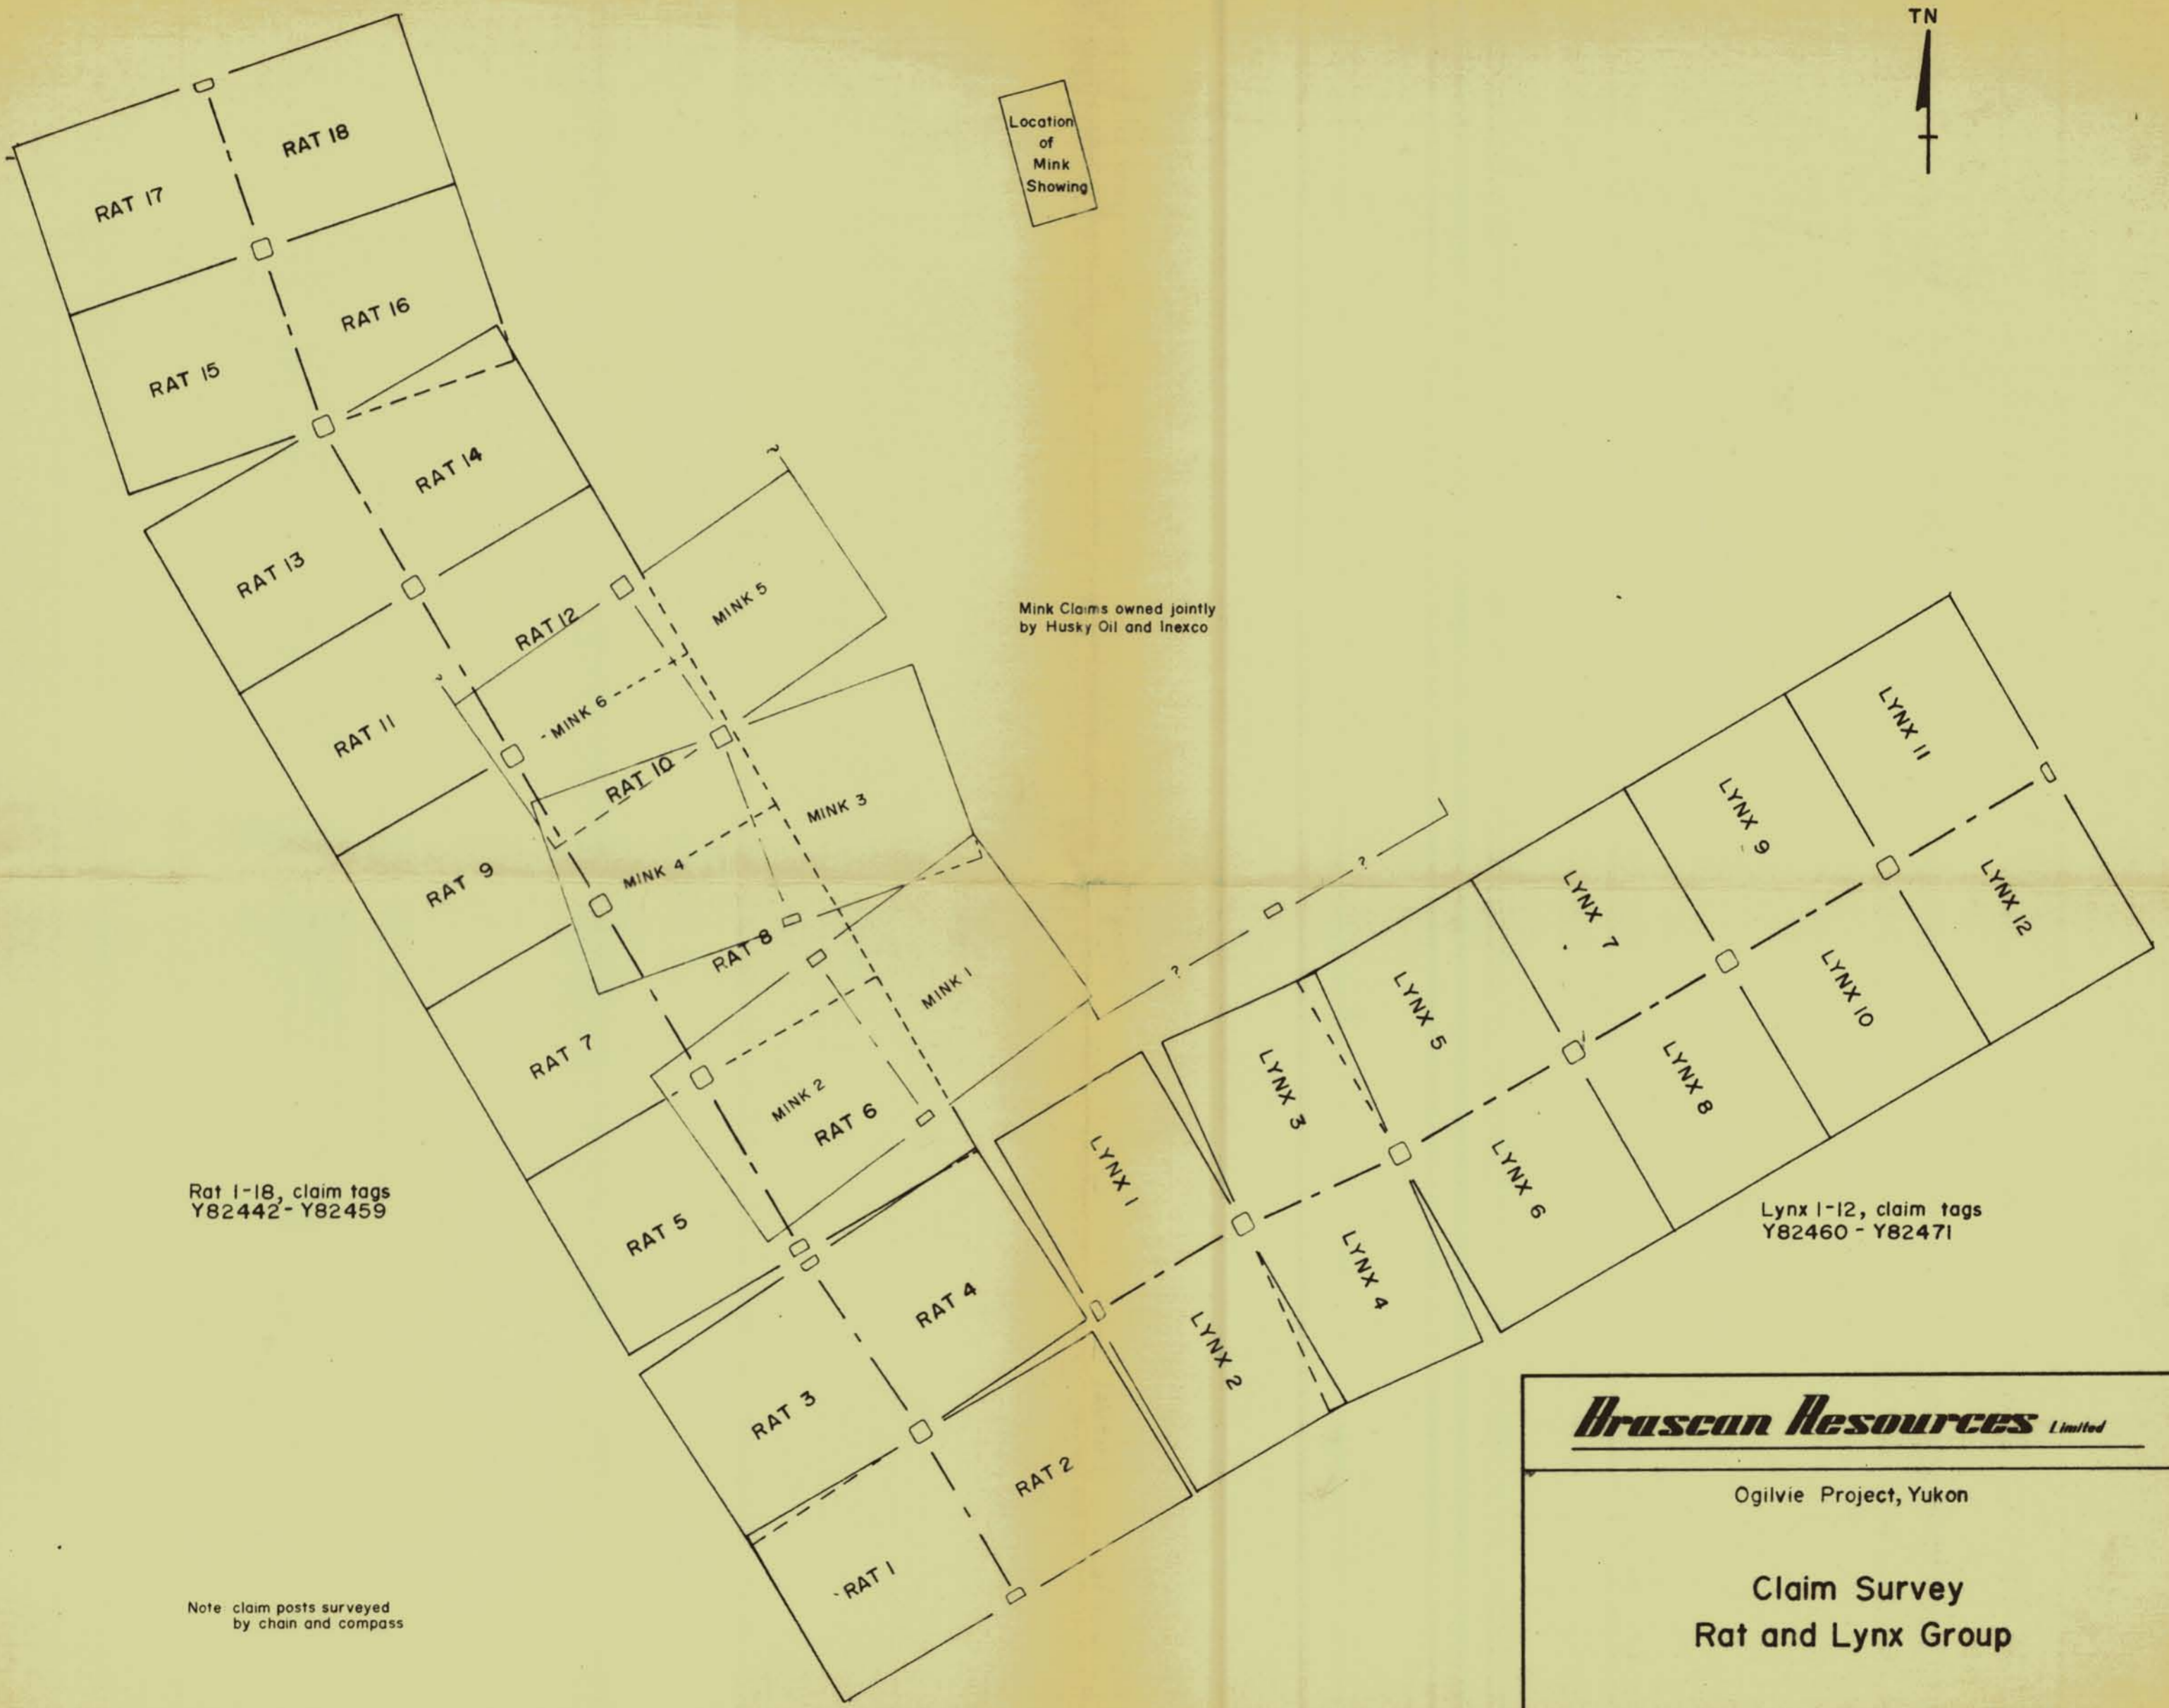 TN
Location
of
Mink
Showing
RAT 18
RAT 17
RAT 16
RAT 15
RAT 14
RAT 13
RAT 12
RAT 11
RAT 10
RAT 9
RAT 8
RAT 7
RAT 6
RAT 5
RAT 4
RAT 3
RAT 2
RAT 1
MINK 5
MINK 6
MINK 3
MINK 4
MINK 1
MINK 2
Mink Claims owned jointly
by Husky Oil and Inexco
?
?
LYNX 11
LYNX 9
LYNX 12
LYNX 7
LYNX 10
LYNX 5
LYNX 8
LYNX 3
LYNX 6
LYNX 1
LYNX 4
LYNX 2
Rat 1-18, claim tags
Y82442-Y82459
Lynx 1-12, claim tags
Y82460-Y82471
Note claim posts surveyed
by chain and compass
Brascan Resources Limited
Ogilvie Project, Yukon
Claim Survey
Rat and Lynx Group